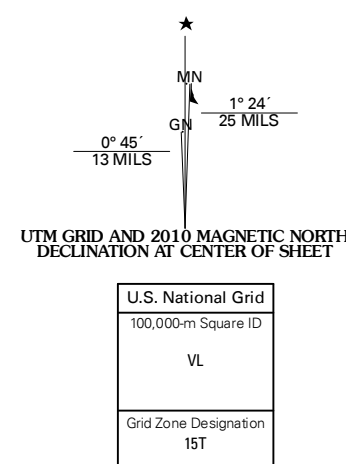 MN
1° 24´
25 MILS
GN
0° 45´
13 MILS
UTM GRID AND 2010 MAGNETIC NORTH
DECLINATION AT CENTER OF SHEET
U.S. National Grid
100,000-m Square ID
VL
Grid Zone Designation
15T